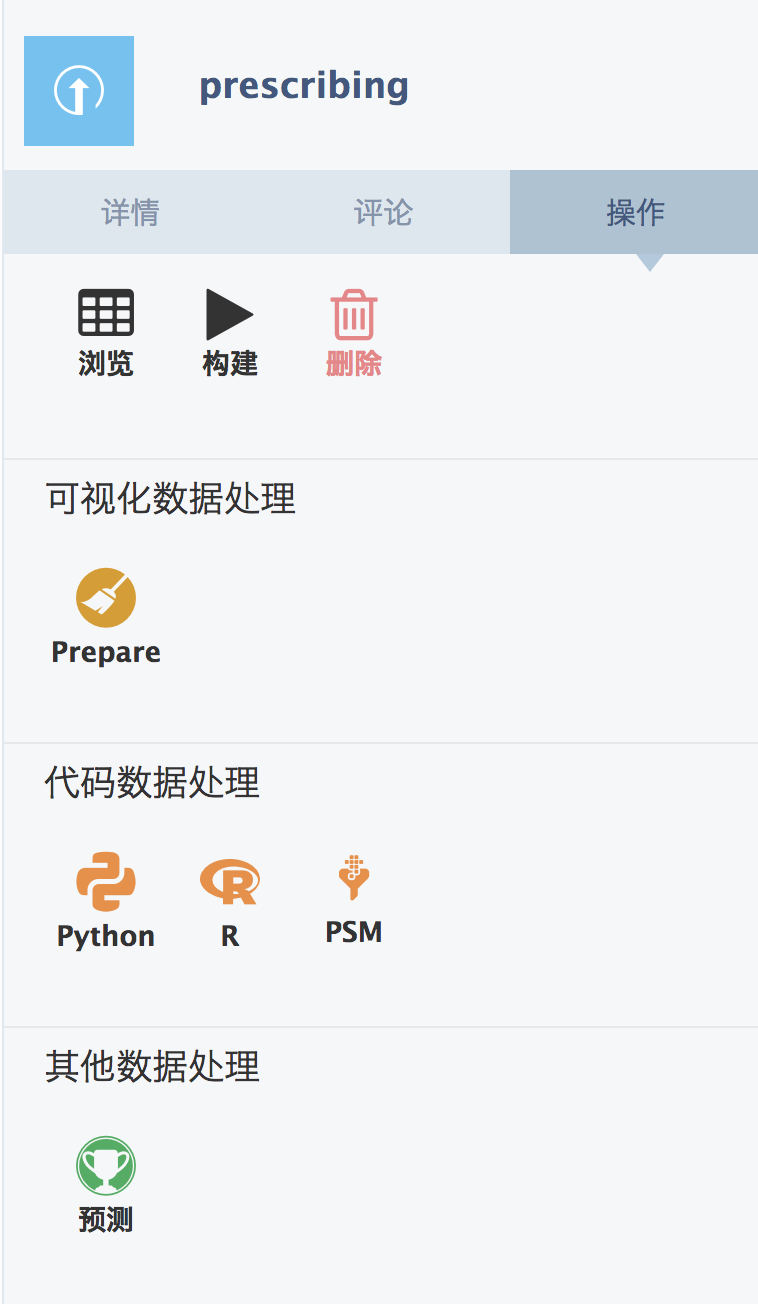 prescribing
详情 评论 操作
浏览 构建 删除
可视化数据处理
Prepare
代码数据处理
Python R PSM
其他数据处理
预测